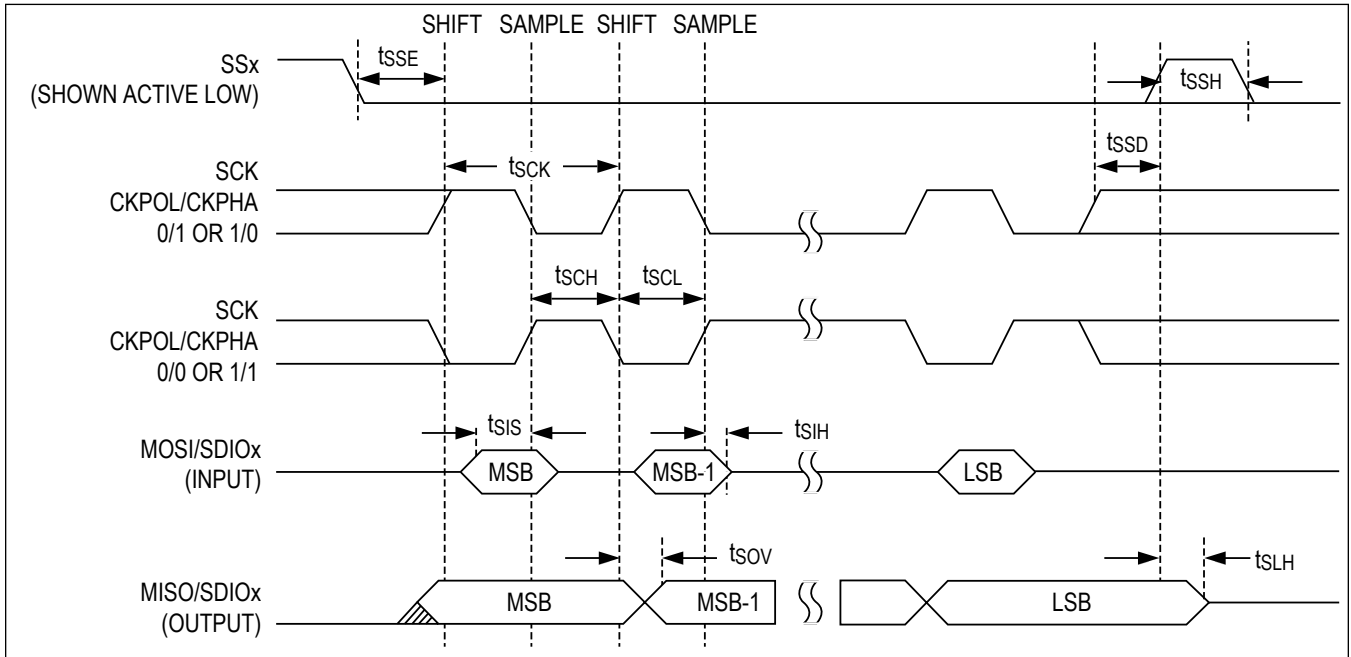 SHIFT SAMPLE SHIFT SAMPLE
SSx
(SHOWN ACTIVE LOW)
tSSE
tSSH
tSSD
SCK
CKPOL/CKPHA
0/1 OR 1/0
tSCK
tSCH
tSCL
SCK
CKPOL/CKPHA
0/0 OR 1/1
MOSI/SDIOx
(INPUT)
tSIS
tSIH
MSB
MSB-1
LSB
MISO/SDIOx
(OUTPUT)
tSOV
tSLH
MSB
MSB-1
LSB